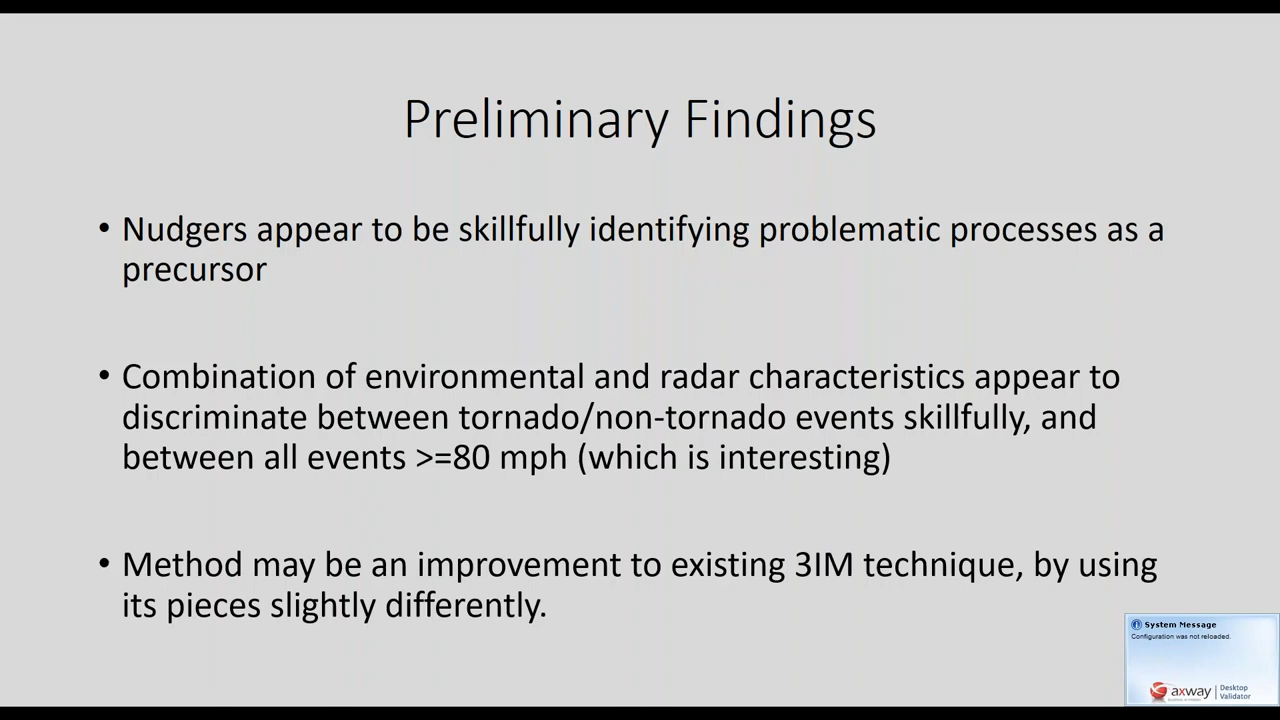 Preliminary Findings
• Nudgers appear to be skillfully identifying problematic processes as a
precursor
• Combination of environmental and radar characteristics appear to
discriminate between tornado/non-tornado events skillfully, and
between all events >=80 mph (which is interesting)
• Method may be an improvement to existing 3IM technique, by using
its pieces slightly differently.
System Message
Configuration was not reloaded.
axway | Desktop
Validator